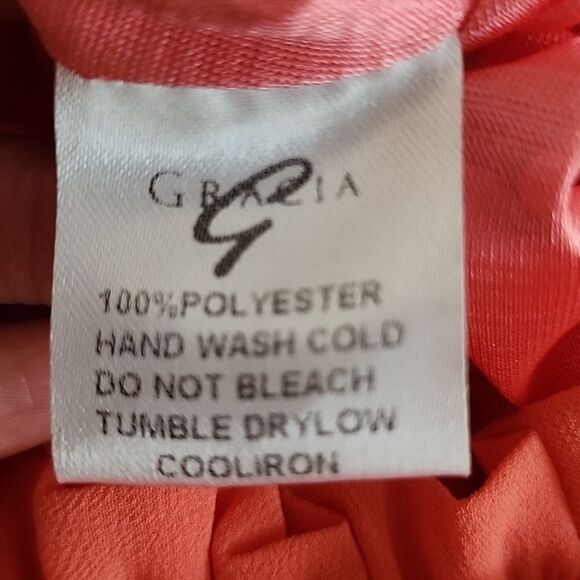 GRAZIA
G
100%POLYESTER
HAND WASH COLD
DO NOT BLEACH
TUMBLE DRYLOW
COOLIRON